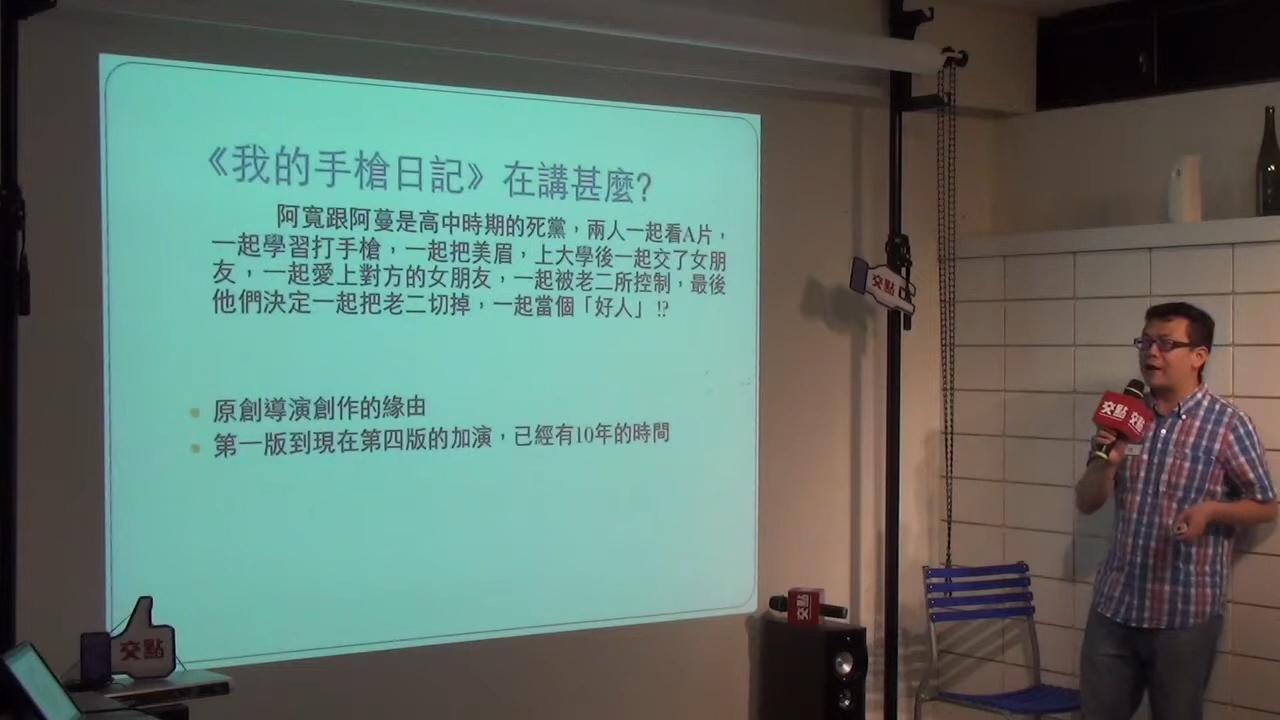 《我的手槍日記》在講甚麼?
阿寬跟阿蔓是高中時期的死黨，兩人一起看A片，
一起學習打手槍，一起把美眉，上大學後一起交了女朋
友，一起愛上對方的女朋友，一起被老二所控制，最後
他們決定一起把老二切掉，一起當個「好人」!?
原創導演創作的緣由
第一版到現在第四版的加演，已經有10年的時間
交點
交點
交點
交點
交點